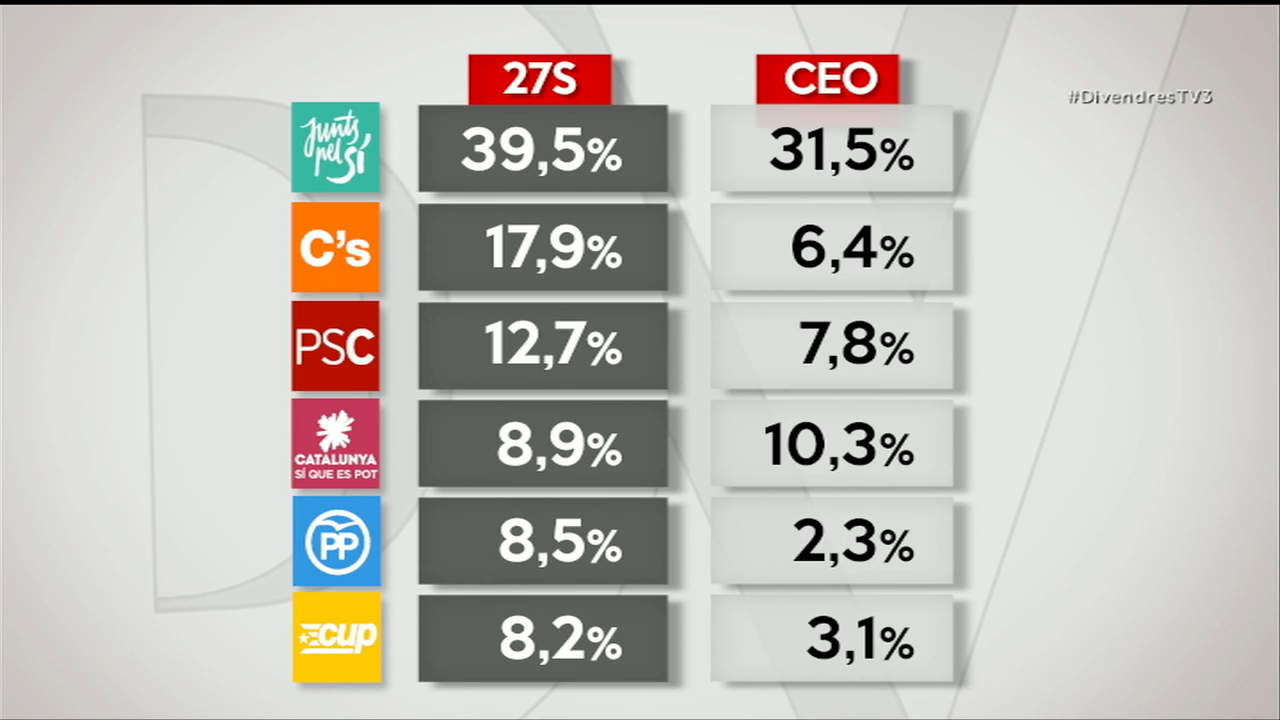 27S CEO
#DivendresTV3
Junts pel Sí 39,5% 31,5%
C's 17,9% 6,4%
PSC 12,7% 7,8%
CATALUNYA
SÍ QUE ES POT 8,9% 10,3%
PP 8,5% 2,3%
CUP 8,2% 3,1%